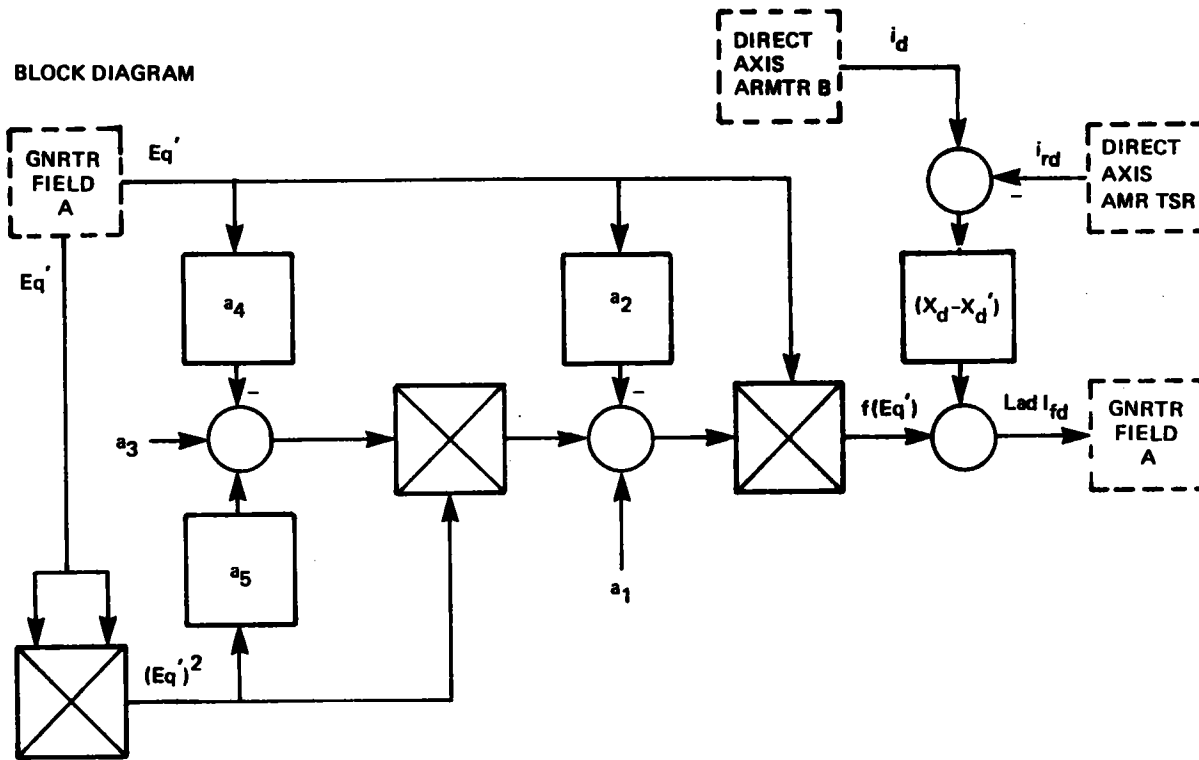 BLOCK DIAGRAM
DIRECT
AXIS
ARMTR B
i_d
GNRTR
FIELD
A
Eq'
i_rd
DIRECT
AXIS
AMR TSR
–
Eq'
a_4
a_2
(X_d-X_d')
–
–
a_3
f(Eq')
Lad I_fd
GNRTR
FIELD
A
a_5
a_1
(Eq')^2